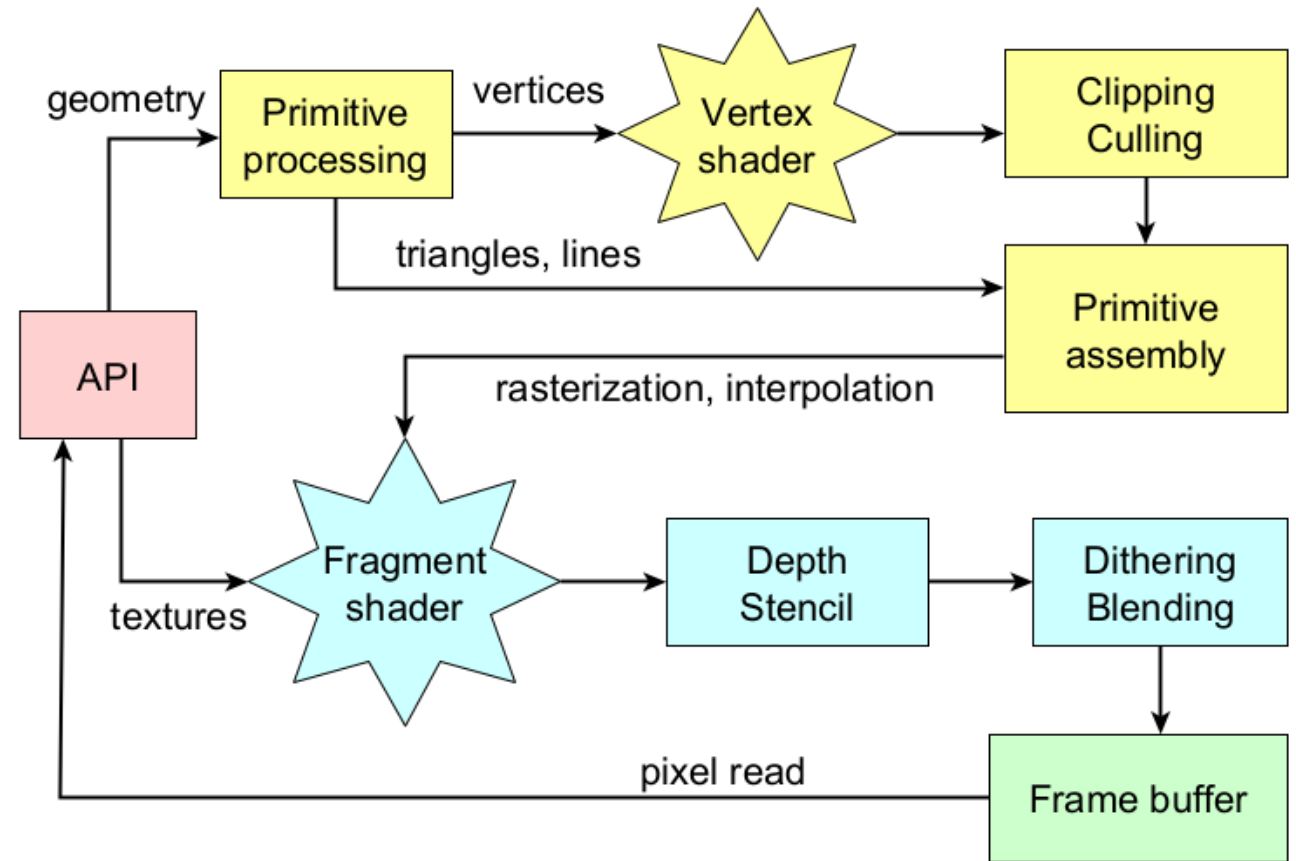 geometry
Primitive
processing
vertices
Vertex
shader
Clipping
Culling
triangles, lines
Primitive
assembly
API
rasterization, interpolation
textures
Fragment
shader
Depth
Stencil
Dithering
Blending
pixel read
Frame buffer